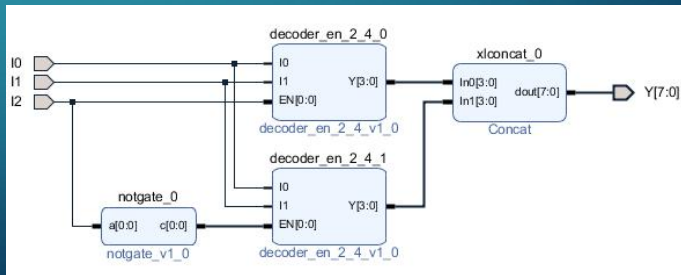 decoder_en_2_4_0
I0
I1
I2
I0
I1
EN[0:0]
Y[3:0]
decoder_en_2_4_v1_0
xlconcat_0
In0[3:0]
In1[3:0]
dout[7:0]
Concat
Y[7:0]
decoder_en_2_4_1
I0
I1
EN[0:0]
Y[3:0]
decoder_en_2_4_v1_0
notgate_0
a[0:0]
c[0:0]
notgate_v1_0